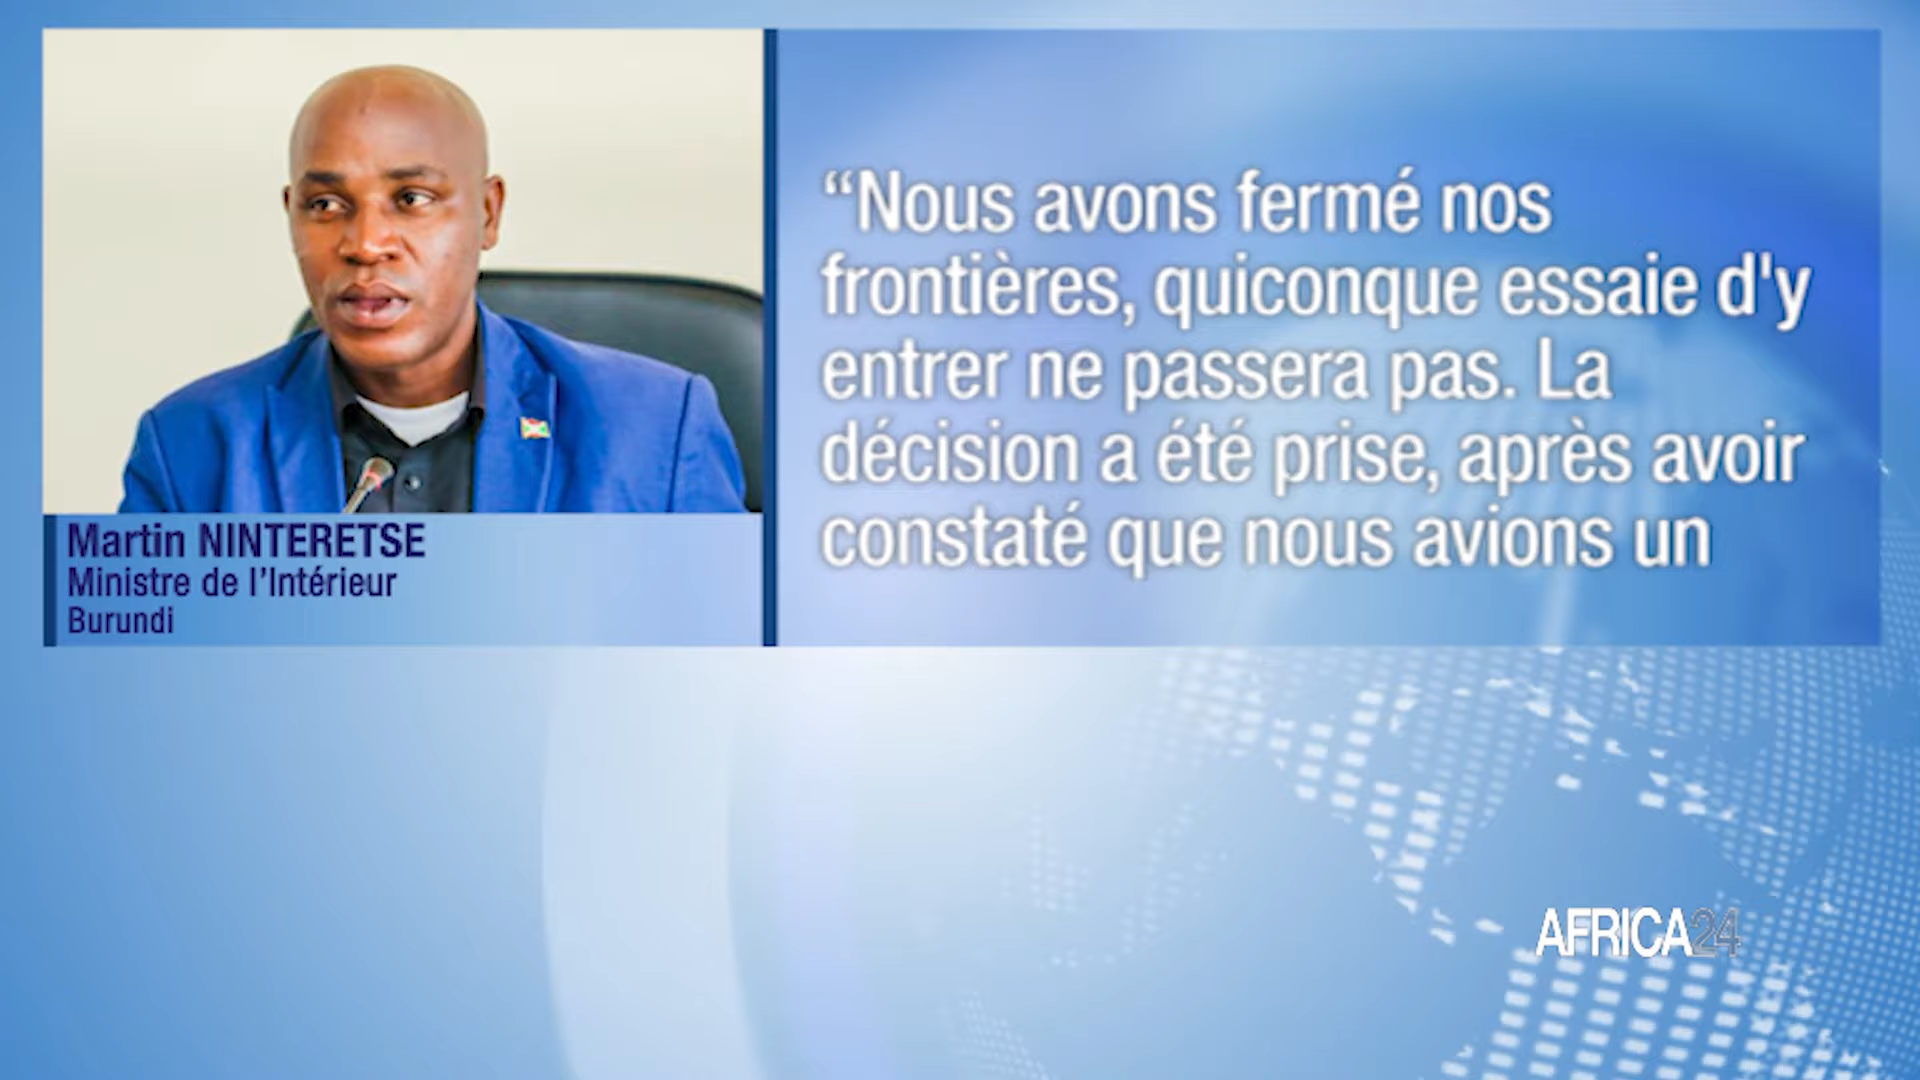 “Nous avons fermé nos
frontières, quiconque essaie d'y
entrer ne passera pas. La
décision a été prise, après avoir
constaté que nous avions un
Martin NINTERETSE
Ministre de l’Intérieur
Burundi
AFRICA24